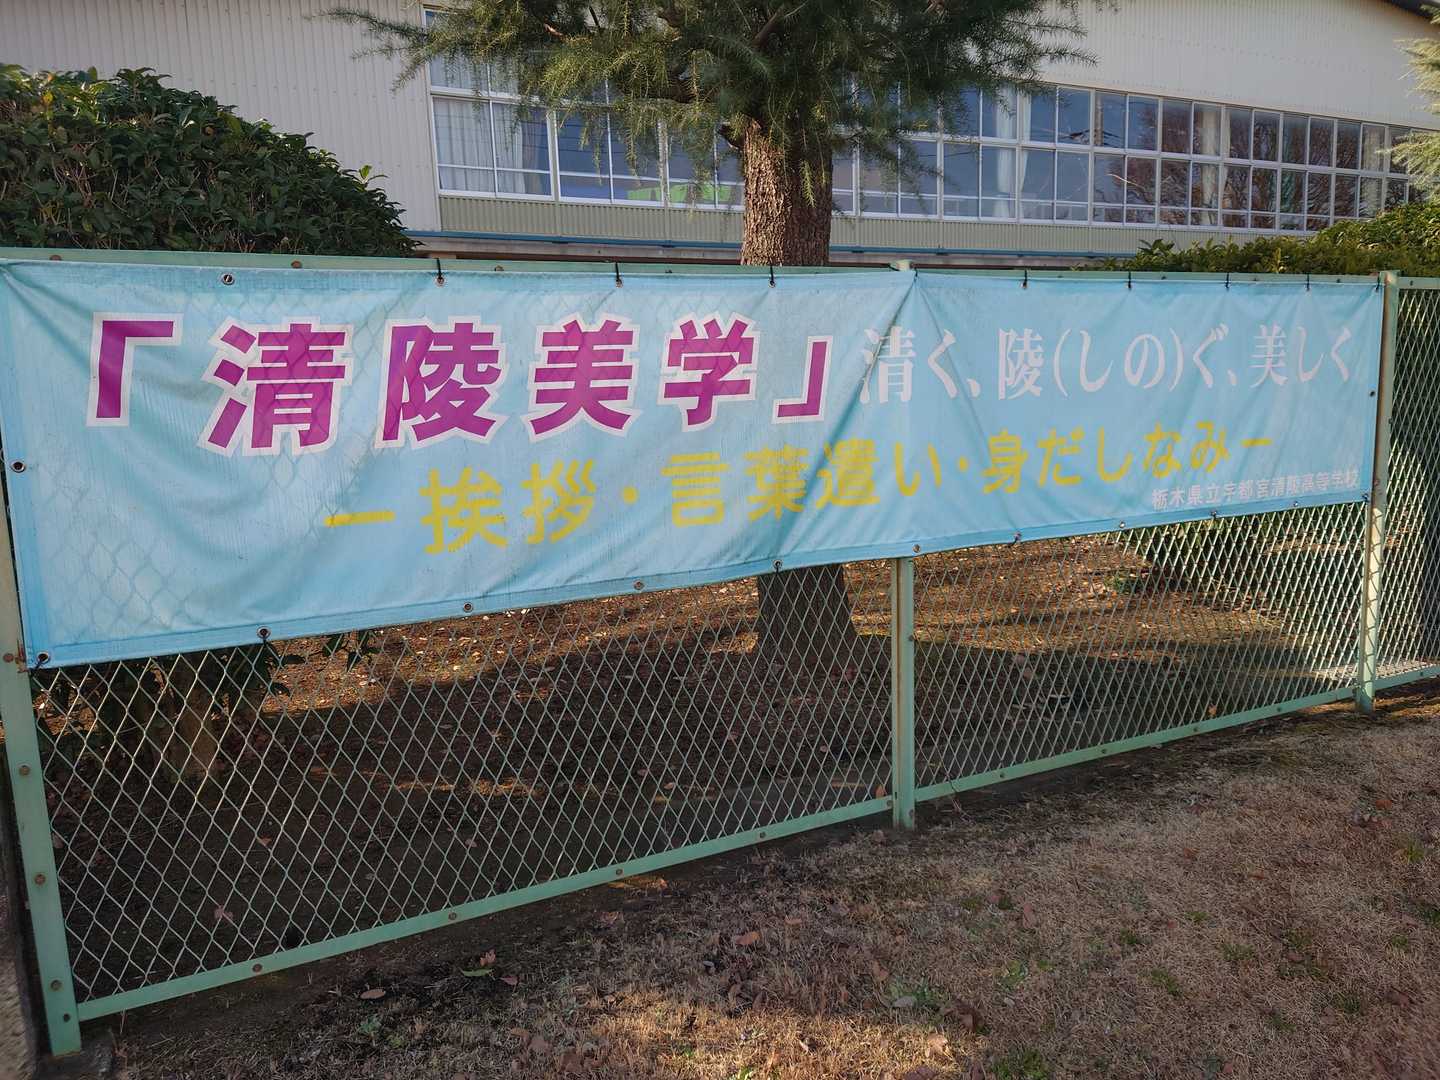 「清陵美学」清く、陵(しの)ぐ、美しく
ー挨拶・言葉遣い・身だしなみー
栃木県立宇都宮清陵高等学校